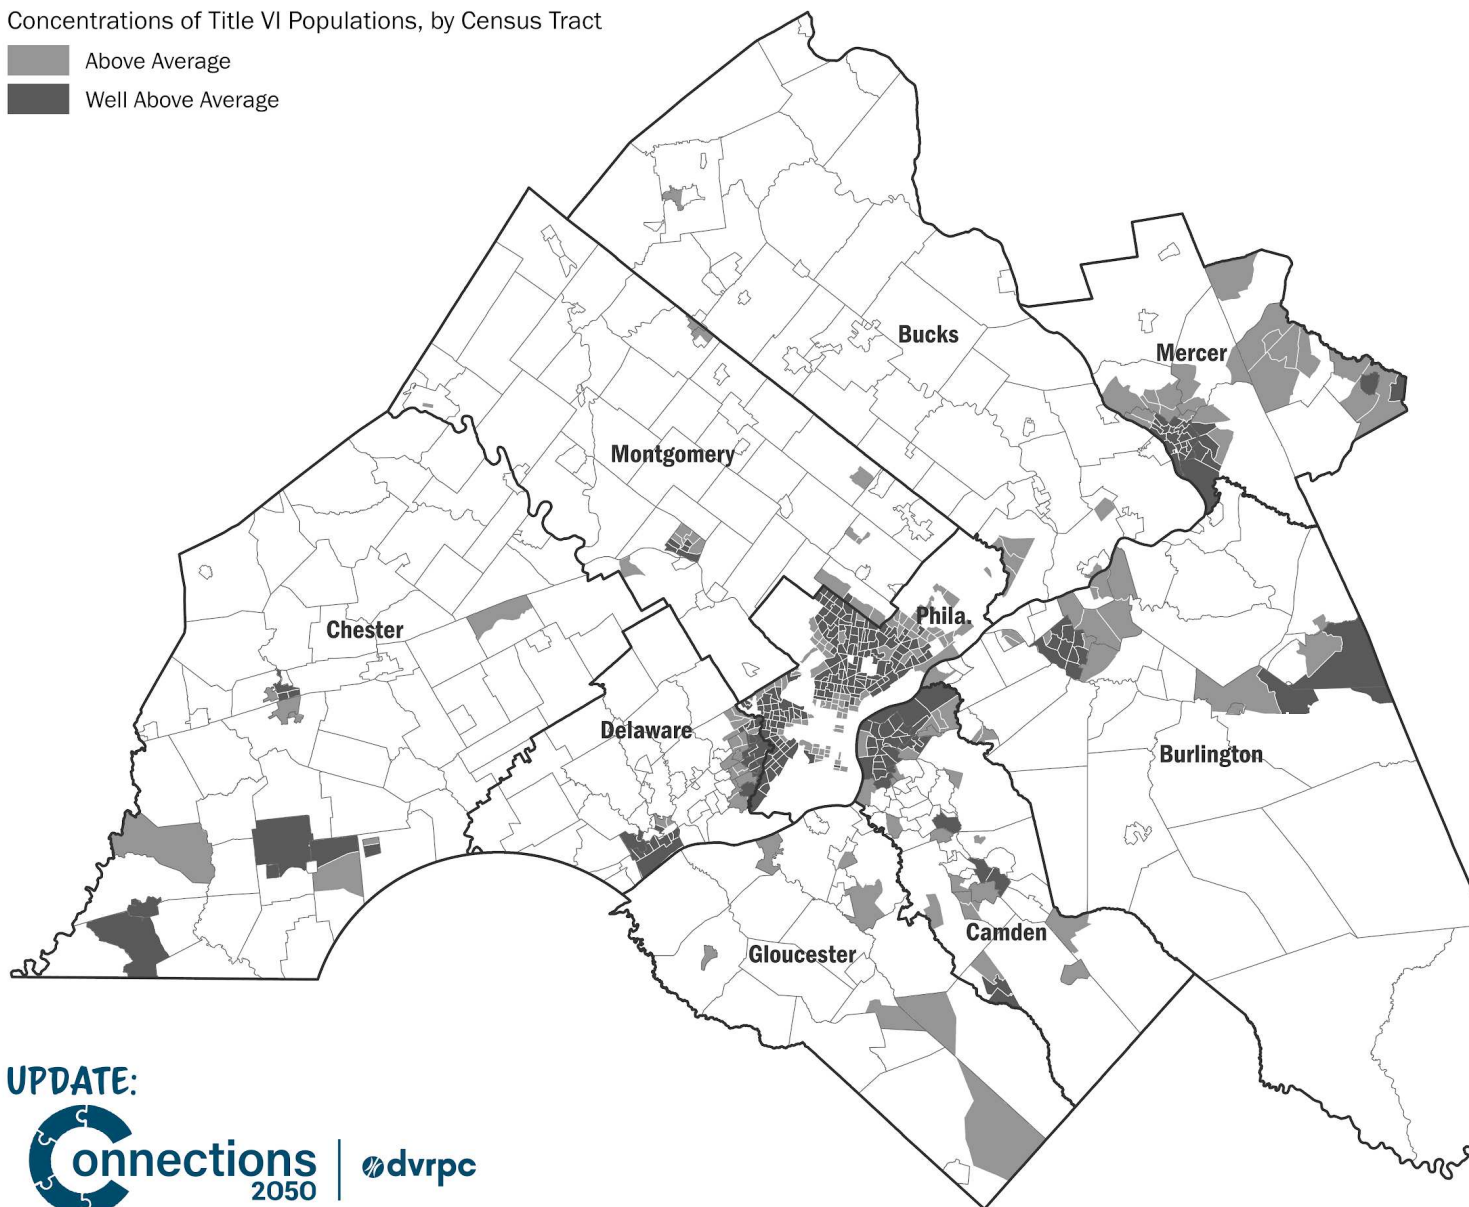 Concentrations of Title VI Populations, by Census Tract
Above Average
Well Above Average
Bucks
Mercer
Montgomery
Phila.
Chester
Delaware
Burlington
Camden
Gloucester
UPDATE:
Connections
2050
dvrpc